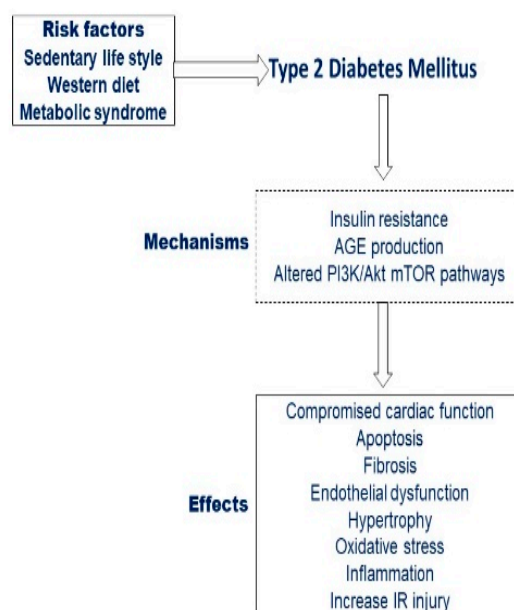 Risk factors
Sedentary life style
Western diet
Metabolic syndrome
Type 2 Diabetes Mellitus
Mechanisms
Insulin resistance
AGE production
Altered PI3K/Akt mTOR pathways
Effects
Compromised cardiac function
Apoptosis
Fibrosis
Endothelial dysfunction
Hypertrophy
Oxidative stress
Inflammation
Increase IR injury